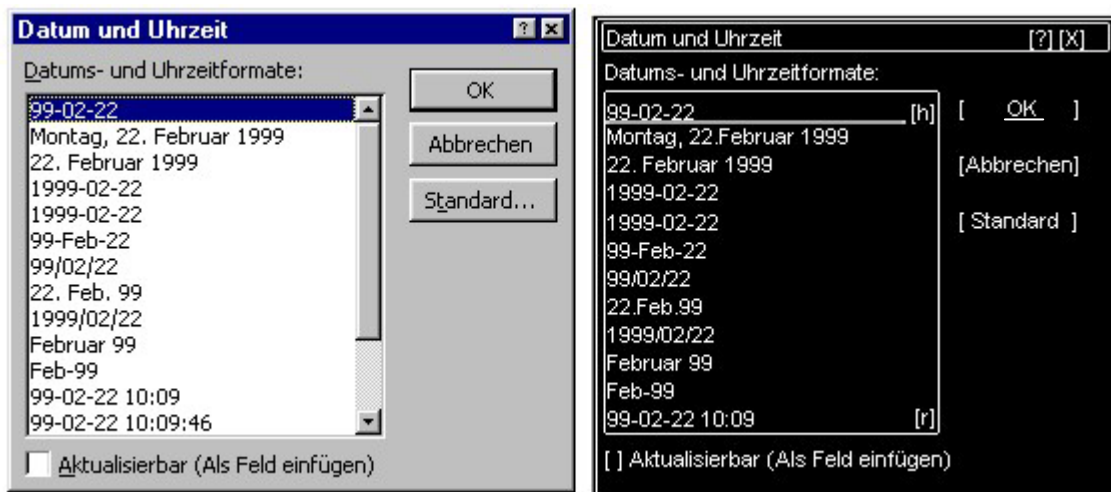 Datum und Uhrzeit
Datums- und Uhrzeitformate:
99-02-22
Montag, 22. Februar 1999
22. Februar 1999
1999-02-22
1999-02-22
99-Feb-22
99/02/22
22. Feb. 99
1999/02/22
Februar 99
Feb-99
99-02-22 10:09
99-02-22 10:09:46
OK
Abbrechen
Standard...
Aktualisierbar (Als Feld einfügen)
Datum und Uhrzeit [?] [X]
Datums- und Uhrzeitformate:
99-02-22 [h]
Montag, 22.Februar 1999
22. Februar 1999
1999-02-22
1999-02-22
99-Feb-22
99/02/22
22.Feb.99
1999/02/22
Februar 99
Feb-99
99-02-22 10:09 [r]
[ OK ]
[Abbrechen]
[ Standard ]
[ ] Aktualisierbar (Als Feld einfügen)